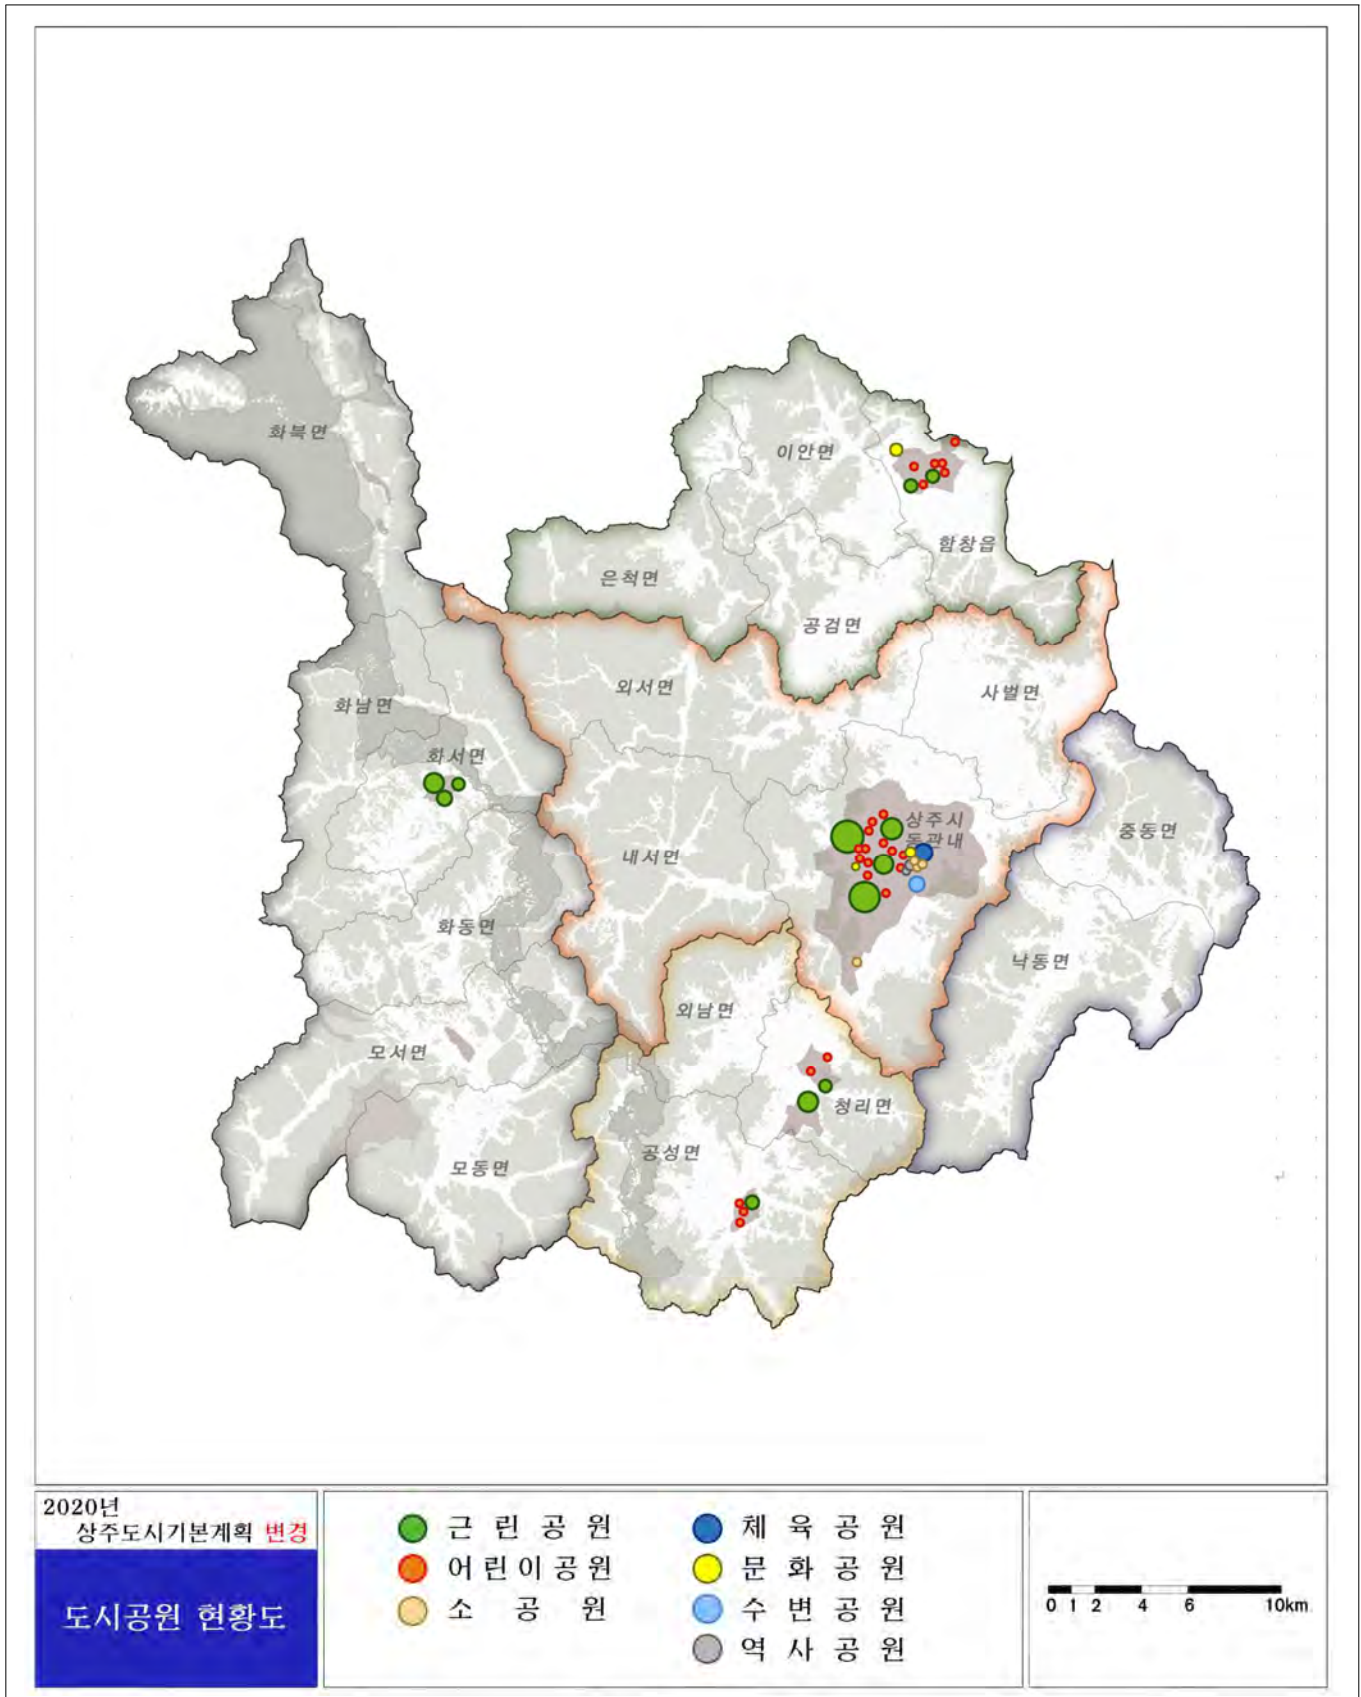 화북면
이안면
함창읍
은척면
공검면
외서면
사벌면
화남면
화서면
상주시
동관내
중동면
내서면
화동면
낙동면
외남면
모서면
청리면
공성면
모동면
2020년
상주도시기본계획 변경
도시공원 현황도
근 린 공 원
어 린 이 공 원
소 공 원
체 육 공 원
문 화 공 원
수 변 공 원
역 사 공 원
0 1 2 4 6 10km